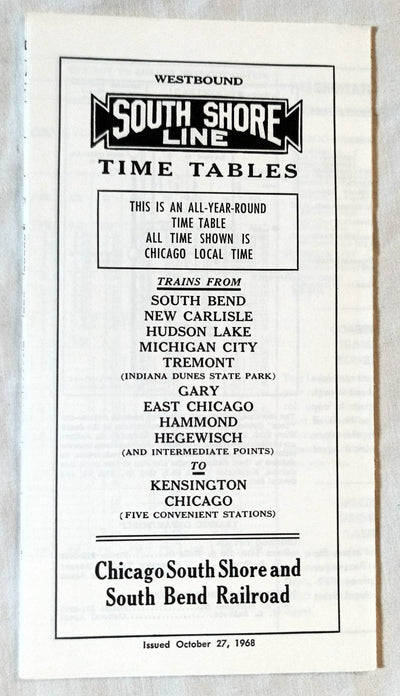 WESTBOUND
SOUTH SHORE
LINE
TIME TABLES
THIS IS AN ALL-YEAR-ROUND
TIME TABLE
ALL TIME SHOWN IS
CHICAGO LOCAL TIME
TRAINS FROM
SOUTH BEND
NEW CARLISLE
HUDSON LAKE
MICHIGAN CITY
TREMONT
(INDIANA DUNES STATE PARK)
GARY
EAST CHICAGO
HAMMOND
HEGEWISCH
(AND INTERMEDIATE POINTS)
TO
KENSINGTON
CHICAGO
(FIVE CONVENIENT STATIONS)
Chicago South Shore and
South Bend Railroad
Issued October 27, 1968